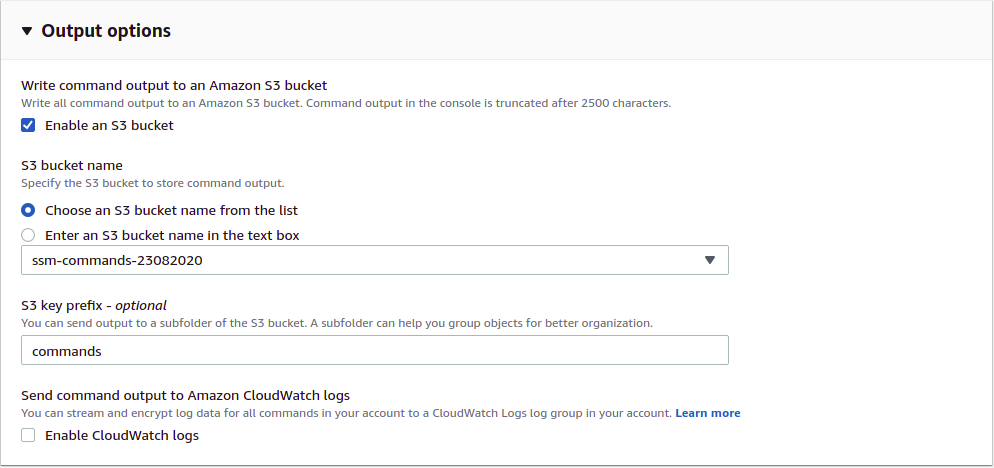 Output options
Write command output to an Amazon S3 bucket
Write all command output to an Amazon S3 bucket. Command output in the console is truncated after 2500 characters.
Enable an S3 bucket
S3 bucket name
Specify the S3 bucket to store command output.
Choose an S3 bucket name from the list
Enter an S3 bucket name in the text box
ssm-commands-23082020
S3 key prefix - optional
You can send output to a subfolder of the S3 bucket. A subfolder can help you group objects for better organization.
commands
Send command output to Amazon CloudWatch logs
You can stream and encrypt log data for all commands in your account to a CloudWatch Logs log group in your account. Learn more
Enable CloudWatch logs